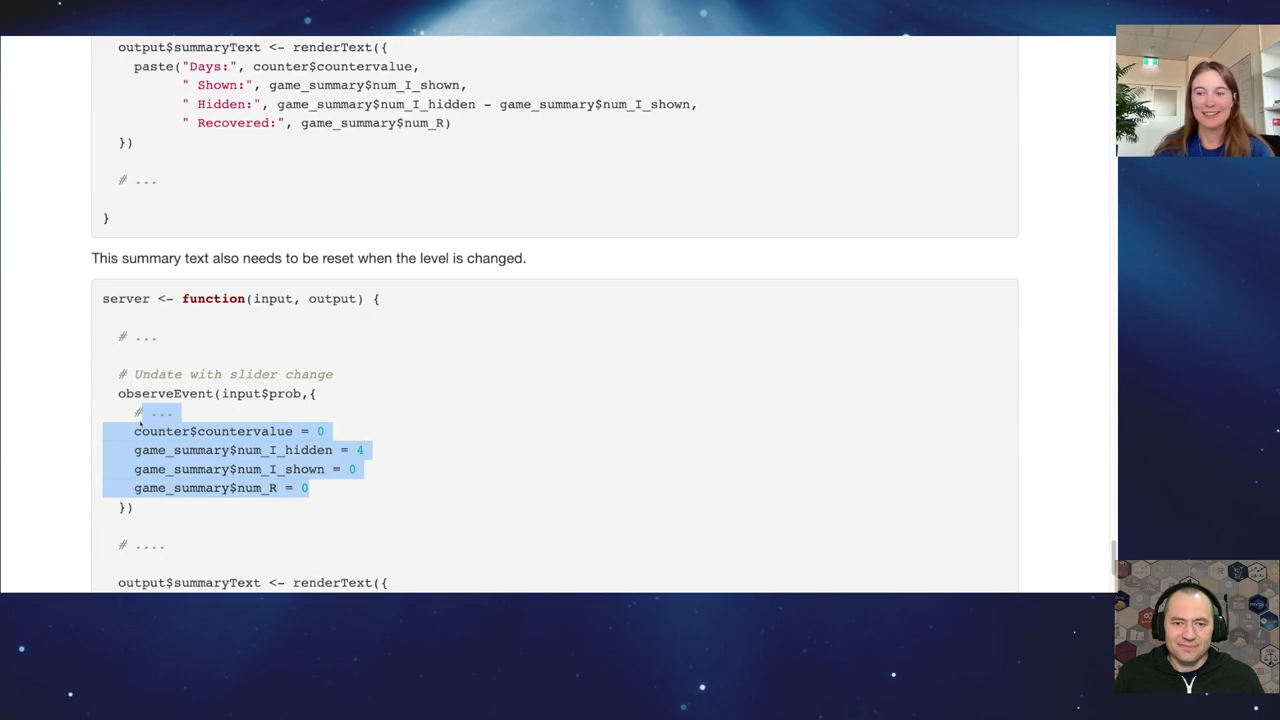 output$summaryText <- renderText({
paste("Days:", counter$countervalue,
" Shown:", game_summary$num_I_shown,
" Hidden:", game_summary$num_I_hidden - game_summary$num_I_shown,
" Recovered:", game_summary$num_R)
})
# ...
}
This summary text also needs to be reset when the level is changed.
server <- function(input, output) {
# ...
# Undate with slider change
observeEvent(input$prob,{
# ...
counter$countervalue = 0
game_summary$num_I_hidden = 4
game_summary$num_I_shown = 0
game_summary$num_R = 0
})
# ....
output$summaryText <- renderText({